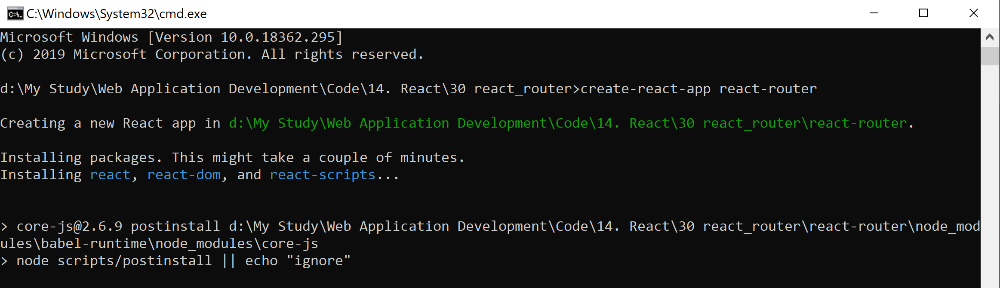 C:\Windows\System32\cmd.exe
Microsoft Windows [Version 10.0.18362.295]
(c) 2019 Microsoft Corporation. All rights reserved.
d:\My Study\Web Application Development\Code\14. React\30 react_router>create-react-app react-router
Creating a new React app in d:\My Study\Web Application Development\Code\14. React\30 react_router\react-router.
Installing packages. This might take a couple of minutes.
Installing react, react-dom, and react-scripts...
> core-js@2.6.9 postinstall d:\My Study\Web Application Development\Code\14. React\30 react_router\react-router\node_mod
ules\babel-runtime\node_modules\core-js
> node scripts/postinstall || echo "ignore"